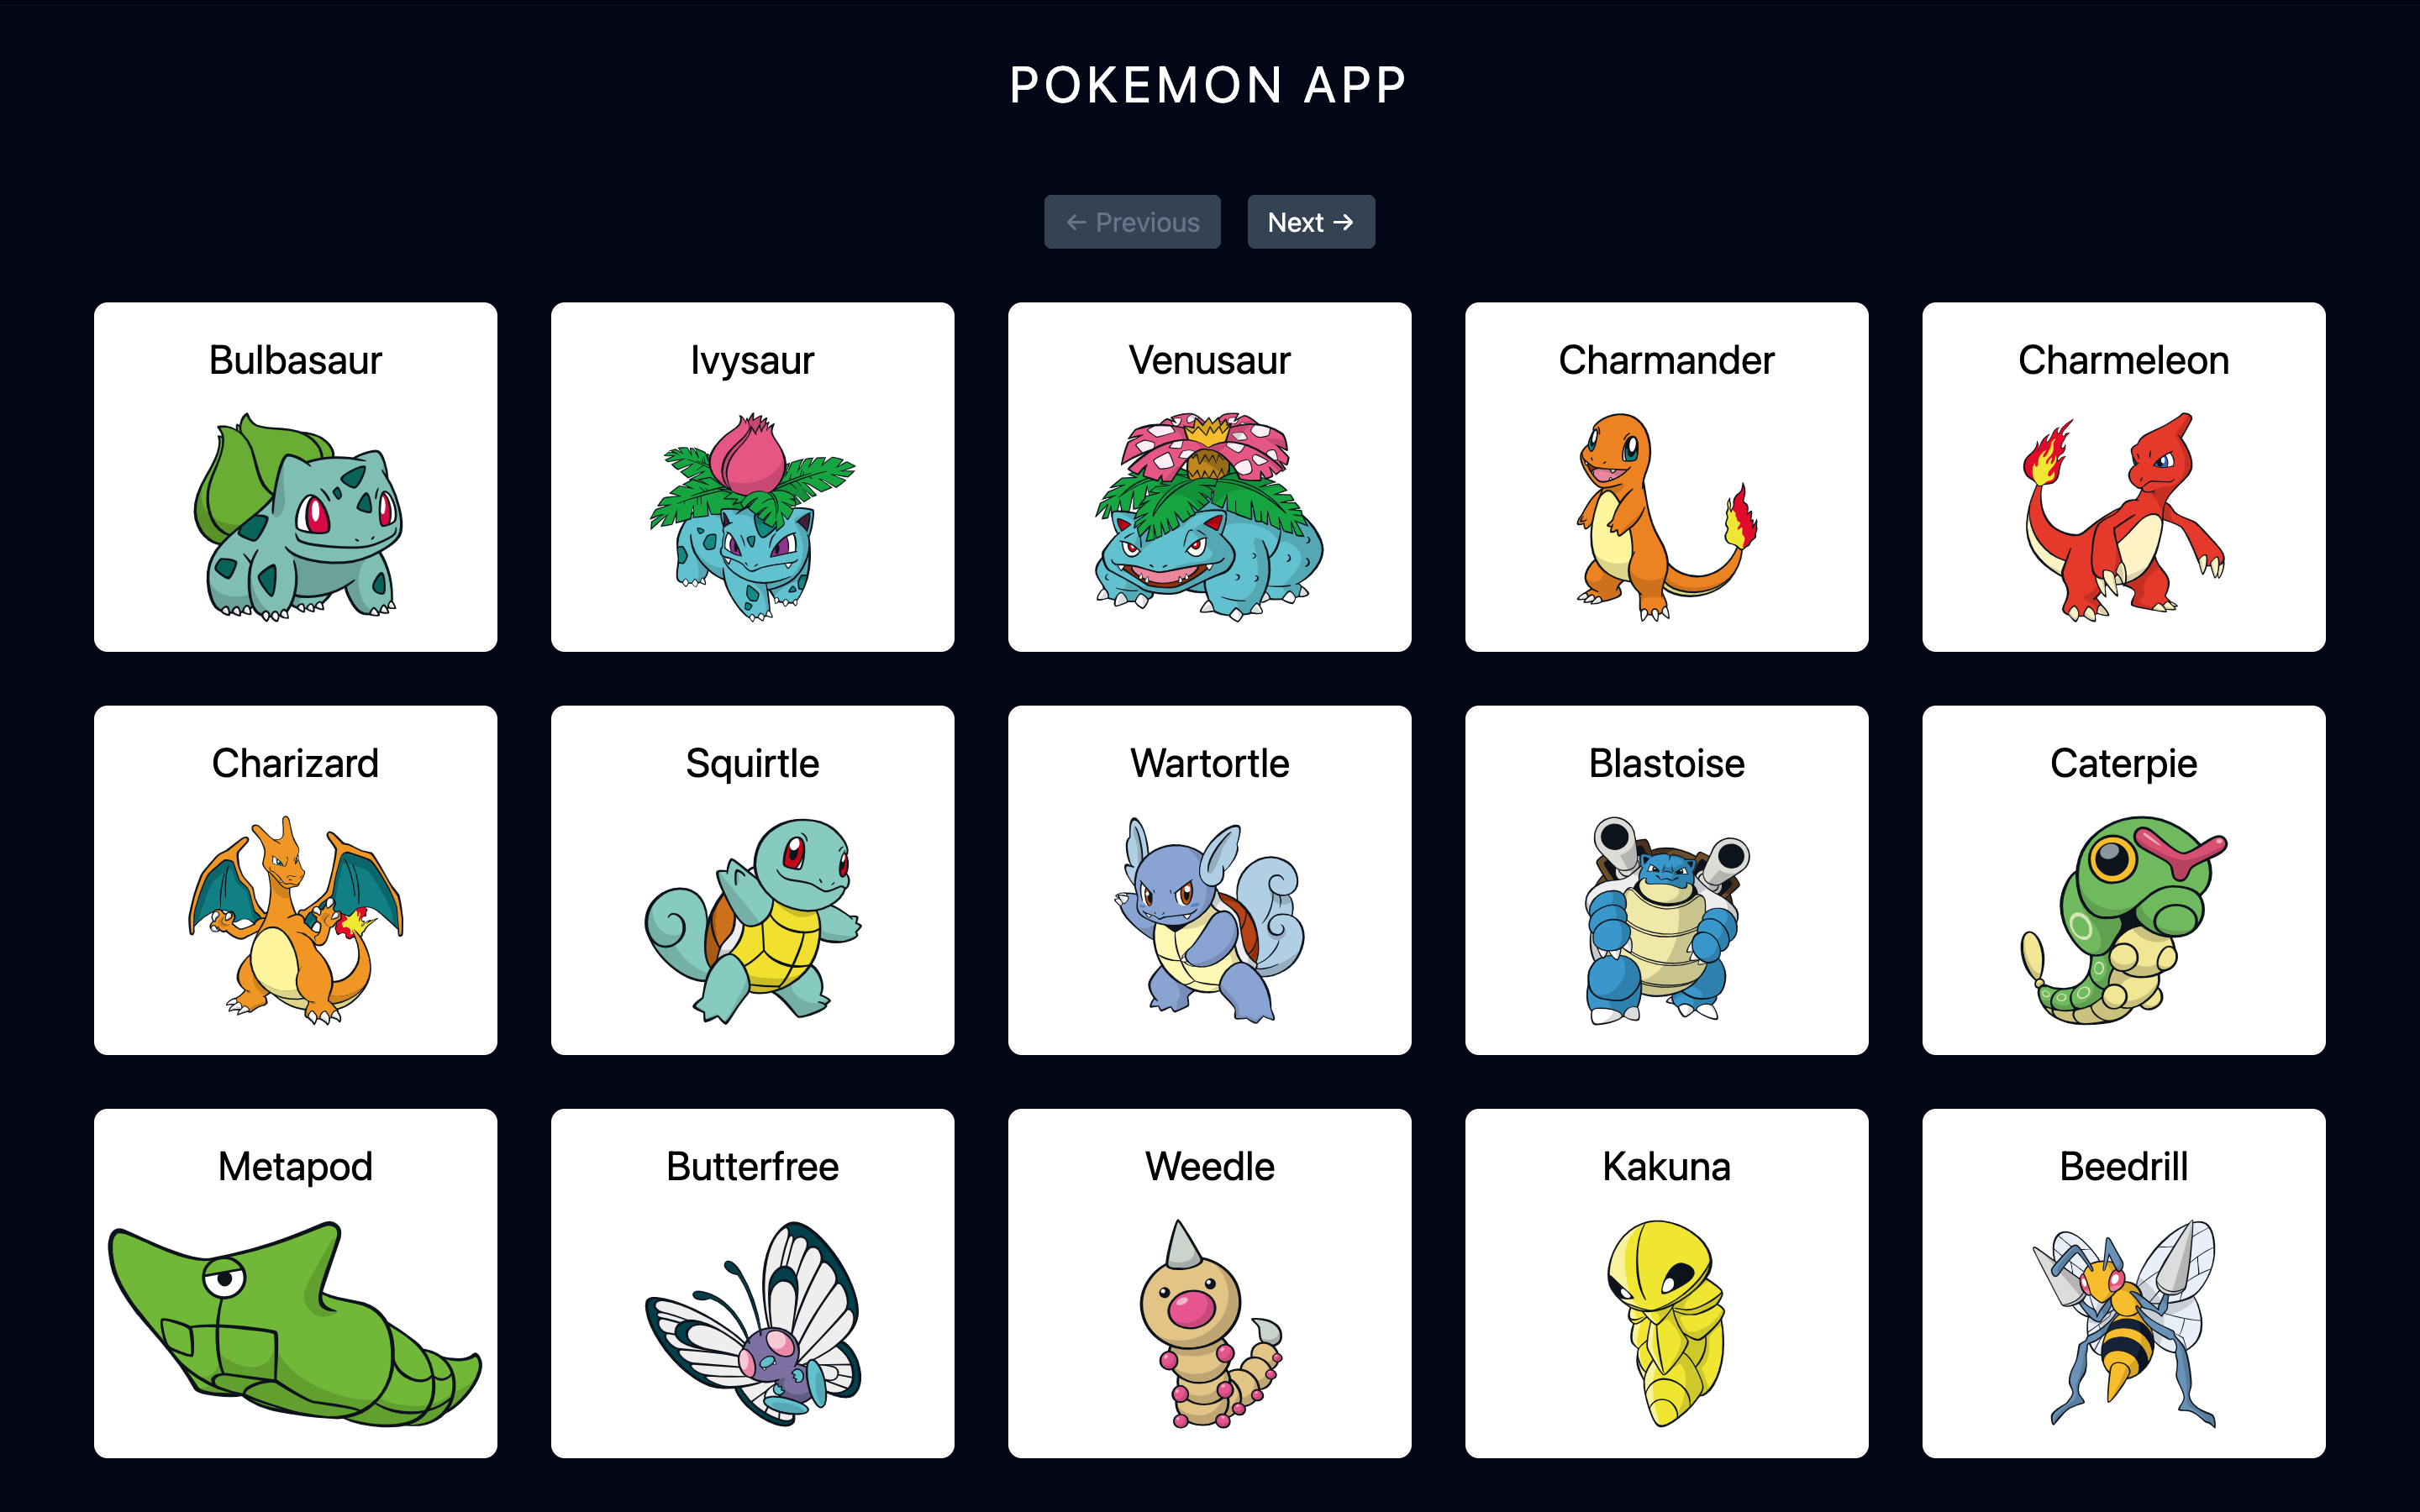 POKEMON APP
← Previous
Next →
Bulbasaur
Ivysaur
Venusaur
Charmander
Charmeleon
Charizard
Squirtle
Wartortle
Blastoise
Caterpie
Metapod
Butterfree
Weedle
Kakuna
Beedrill